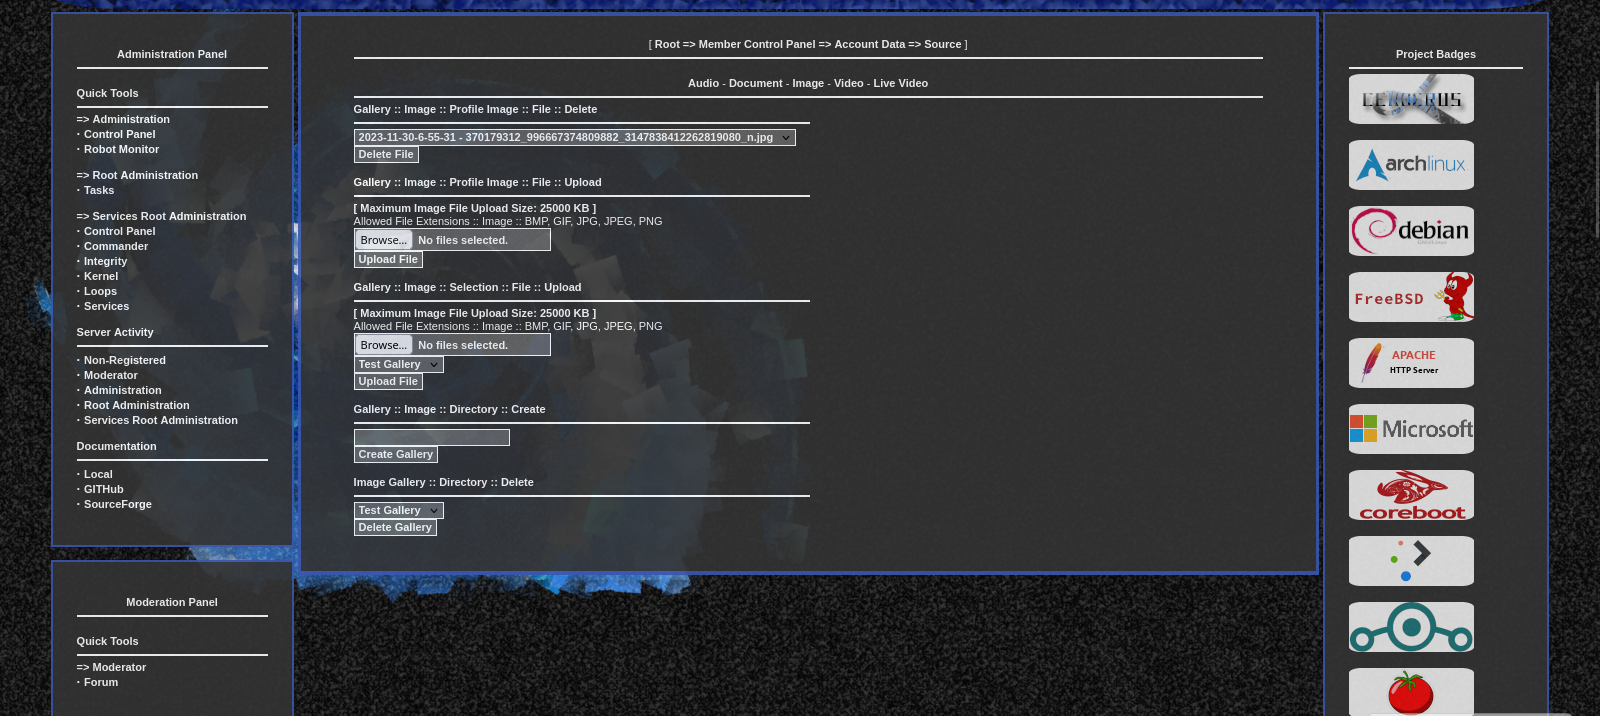 Administration Panel
Quick Tools
=> Administration
· Control Panel
· Robot Monitor
=> Root Administration
· Tasks
=> Services Root Administration
· Control Panel
· Commander
· Integrity
· Kernel
· Loops
· Services
Server Activity
· Non-Registered
· Moderator
· Administration
· Root Administration
· Services Root Administration
Documentation
· Local
· GITHub
· SourceForge
Moderation Panel
Quick Tools
=> Moderator
· Forum
[ Root => Member Control Panel => Account Data => Source ]
Audio - Document - Image - Video - Live Video
Gallery :: Image :: Profile Image :: File :: Delete
2023-11-30-6-55-31 - 370179312_996667374809882_3147838412262819080_n.jpg
Delete File
Gallery :: Image :: Profile Image :: File :: Upload
[ Maximum Image File Upload Size: 25000 KB ]
Allowed File Extensions :: Image :: BMP, GIF, JPG, JPEG, PNG
Browse... No files selected.
Upload File
Gallery :: Image :: Selection :: File :: Upload
[ Maximum Image File Upload Size: 25000 KB ]
Allowed File Extensions :: Image :: BMP, GIF, JPG, JPEG, PNG
Browse... No files selected.
Test Gallery
Upload File
Gallery :: Image :: Directory :: Create
Create Gallery
Image Gallery :: Directory :: Delete
Test Gallery
Delete Gallery
Project Badges
CERBERUS
archlinux
debian
FreeBSD
APACHE
HTTP Server
Microsoft
coreboot